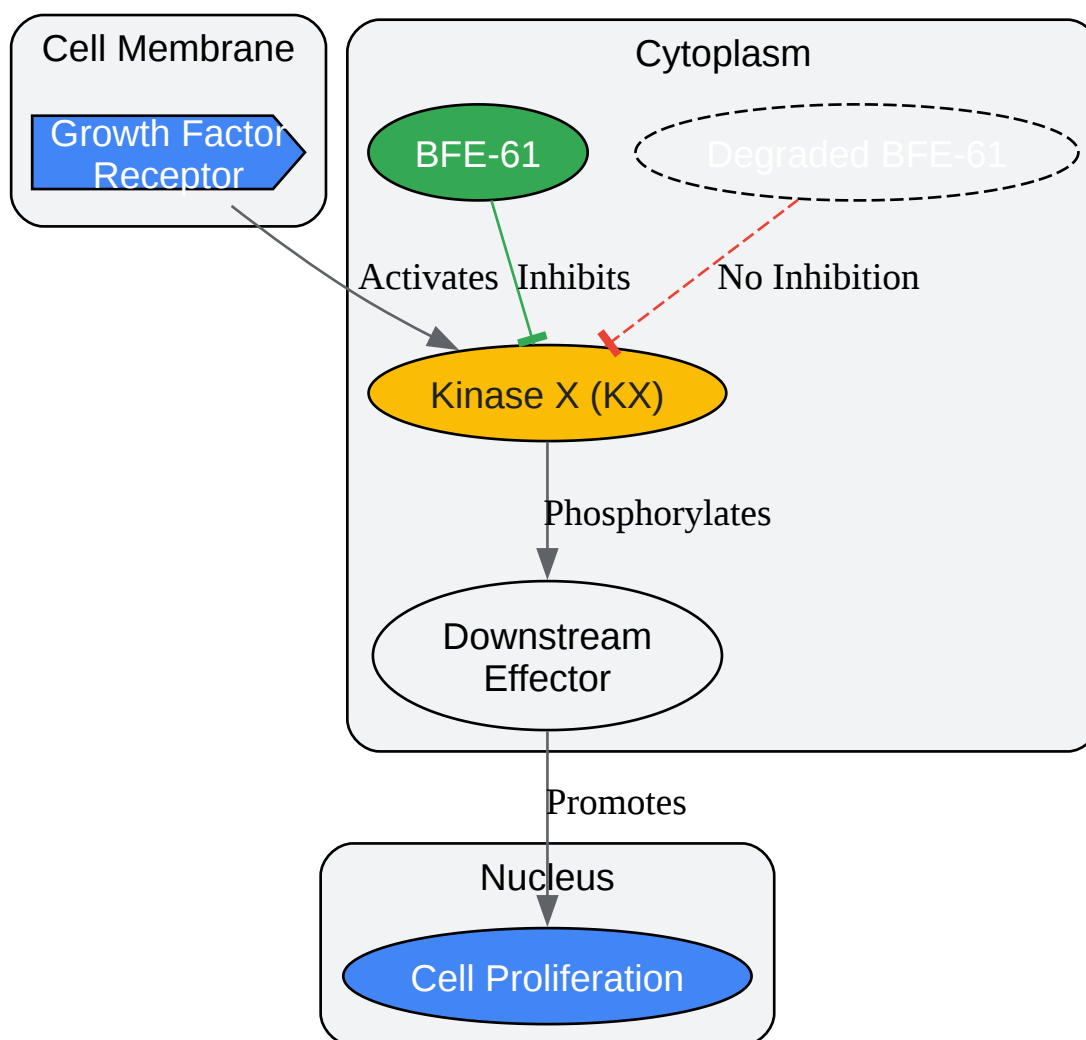 Cell Membrane
Growth Factor
Receptor
Cytoplasm
BFE-61
Degraded BFE-61
Activates
Inhibits
No Inhibition
Kinase X (KX)
Phosphorylates
Downstream
Effector
Promotes
Nucleus
Cell Proliferation